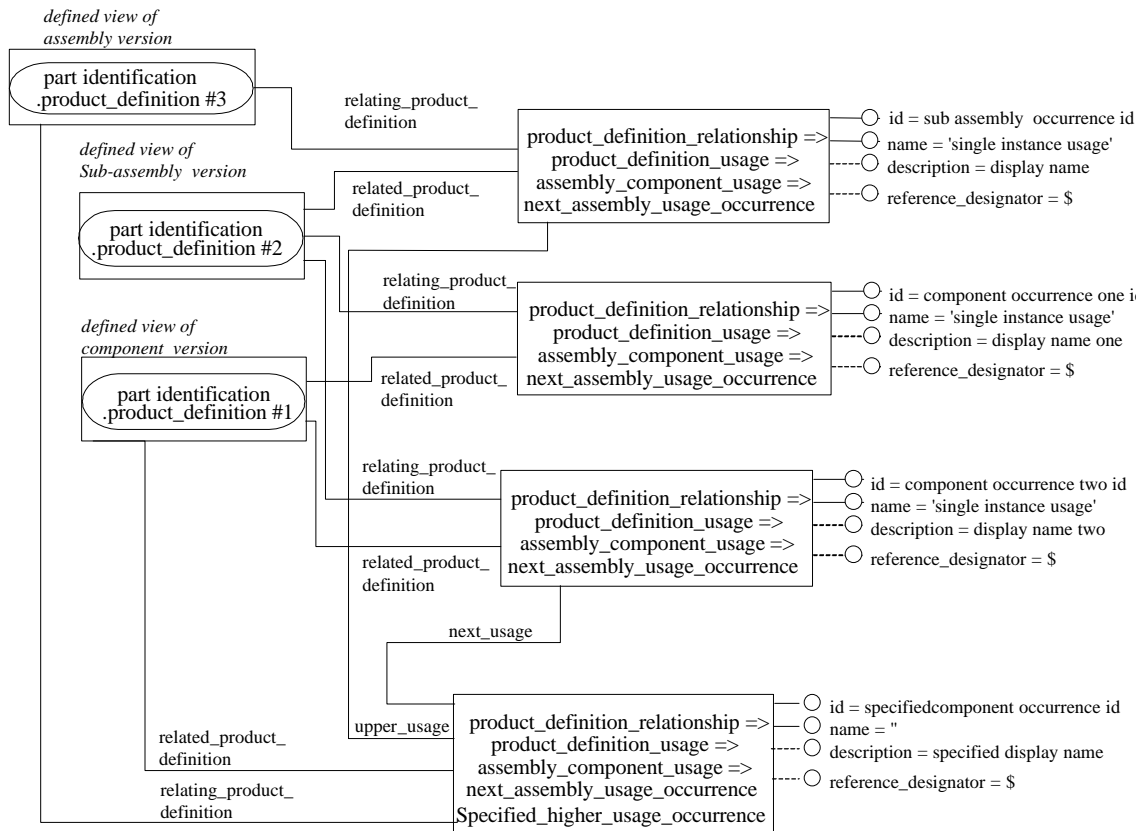 defined view of
assembly version
part identification
.product_definition #3
relating_product_
definition
product_definition_relationship =>
product_definition_usage =>
assembly_component_usage =>
next_assembly_usage_occurrence
id = sub assembly occurrence id
name = 'single instance usage'
description = display name
reference_designator = $
defined view of
Sub-assembly version
part identification
.product_definition #2
related_product_
definition
relating_product_
definition
product_definition_relationship =>
product_definition_usage =>
assembly_component_usage =>
next_assembly_usage_occurrence
id = component occurrence one id
name = 'single instance usage'
description = display name one
reference_designator = $
defined view of
component version
part identification
.product_definition #1
related_product_
definition
relating_product_
definition
product_definition_relationship =>
product_definition_usage =>
assembly_component_usage =>
next_assembly_usage_occurrence
id = component occurrence two id
name = 'single instance usage'
description = display name two
reference_designator = $
related_product_
definition
next_usage
upper_usage
product_definition_relationship =>
product_definition_usage =>
assembly_component_usage =>
next_assembly_usage_occurrence
Specified_higher_usage_occurrence
id = specifiedcomponent occurrence id
name = ''
description = specified display name
reference_designator = $
related_product_
definition
relating_product_
definition